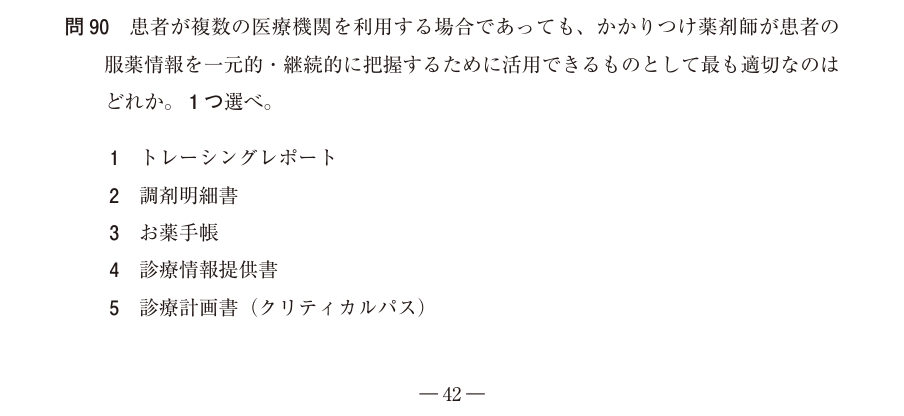 問 90 患者が複数の医療機関を利用する場合であっても、かかりつけ薬剤師が患者の
服薬情報を一元的・継続的に把握するために活用できるものとして最も適切なのは
どれか。1つ選べ。
1 トレーシングレポート
2 調剤明細書
3 お薬手帳
4 診療情報提供書
5 診療計画書（クリティカルパス）
― 42 ―